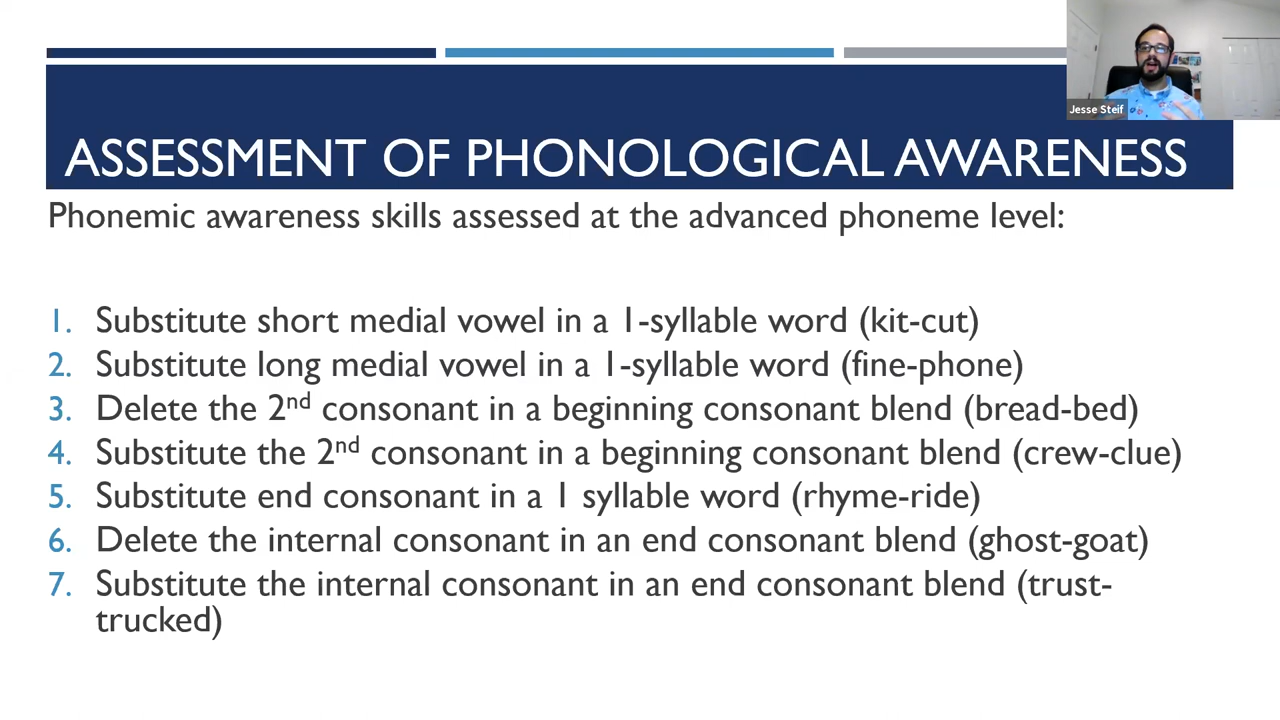 Jesse Steif
ASSESSMENT OF PHONOLOGICAL AWARENESS
Phonemic awareness skills assessed at the advanced phoneme level:
1. Substitute short medial vowel in a 1-syllable word (kit-cut)
2. Substitute long medial vowel in a 1-syllable word (fine-phone)
3. Delete the 2nd consonant in a beginning consonant blend (bread-bed)
4. Substitute the 2nd consonant in a beginning consonant blend (crew-clue)
5. Substitute end consonant in a 1 syllable word (rhyme-ride)
6. Delete the internal consonant in an end consonant blend (ghost-goat)
7. Substitute the internal consonant in an end consonant blend (trust-
trucked)